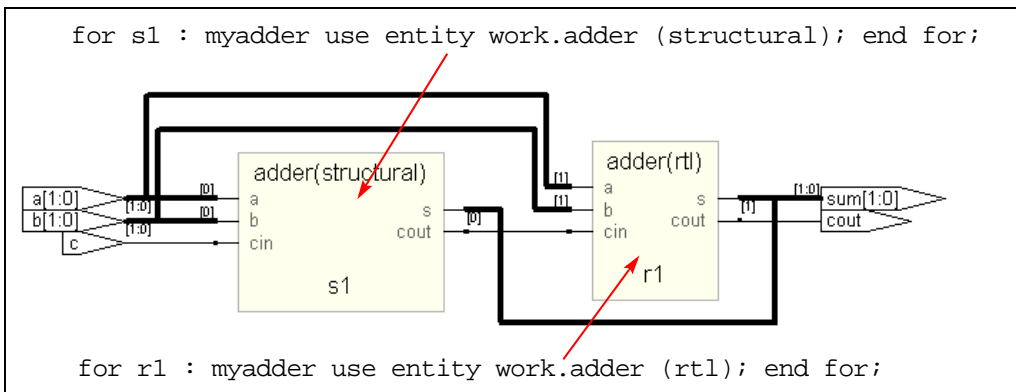 for s1 : myadder use entity work.adder (structural); end for;
adder(structural)
adder(rtl)
a[1:0]
b[1:0]
c
[1:0]
[1:0]
[0]
[0]
a
b
cin
s
cout
s1
[0]
[1]
[1]
a
b
cin
s
cout
r1
[1]
[1:0]
sum[1:0]
cout
for r1 : myadder use entity work.adder (rtl); end for;